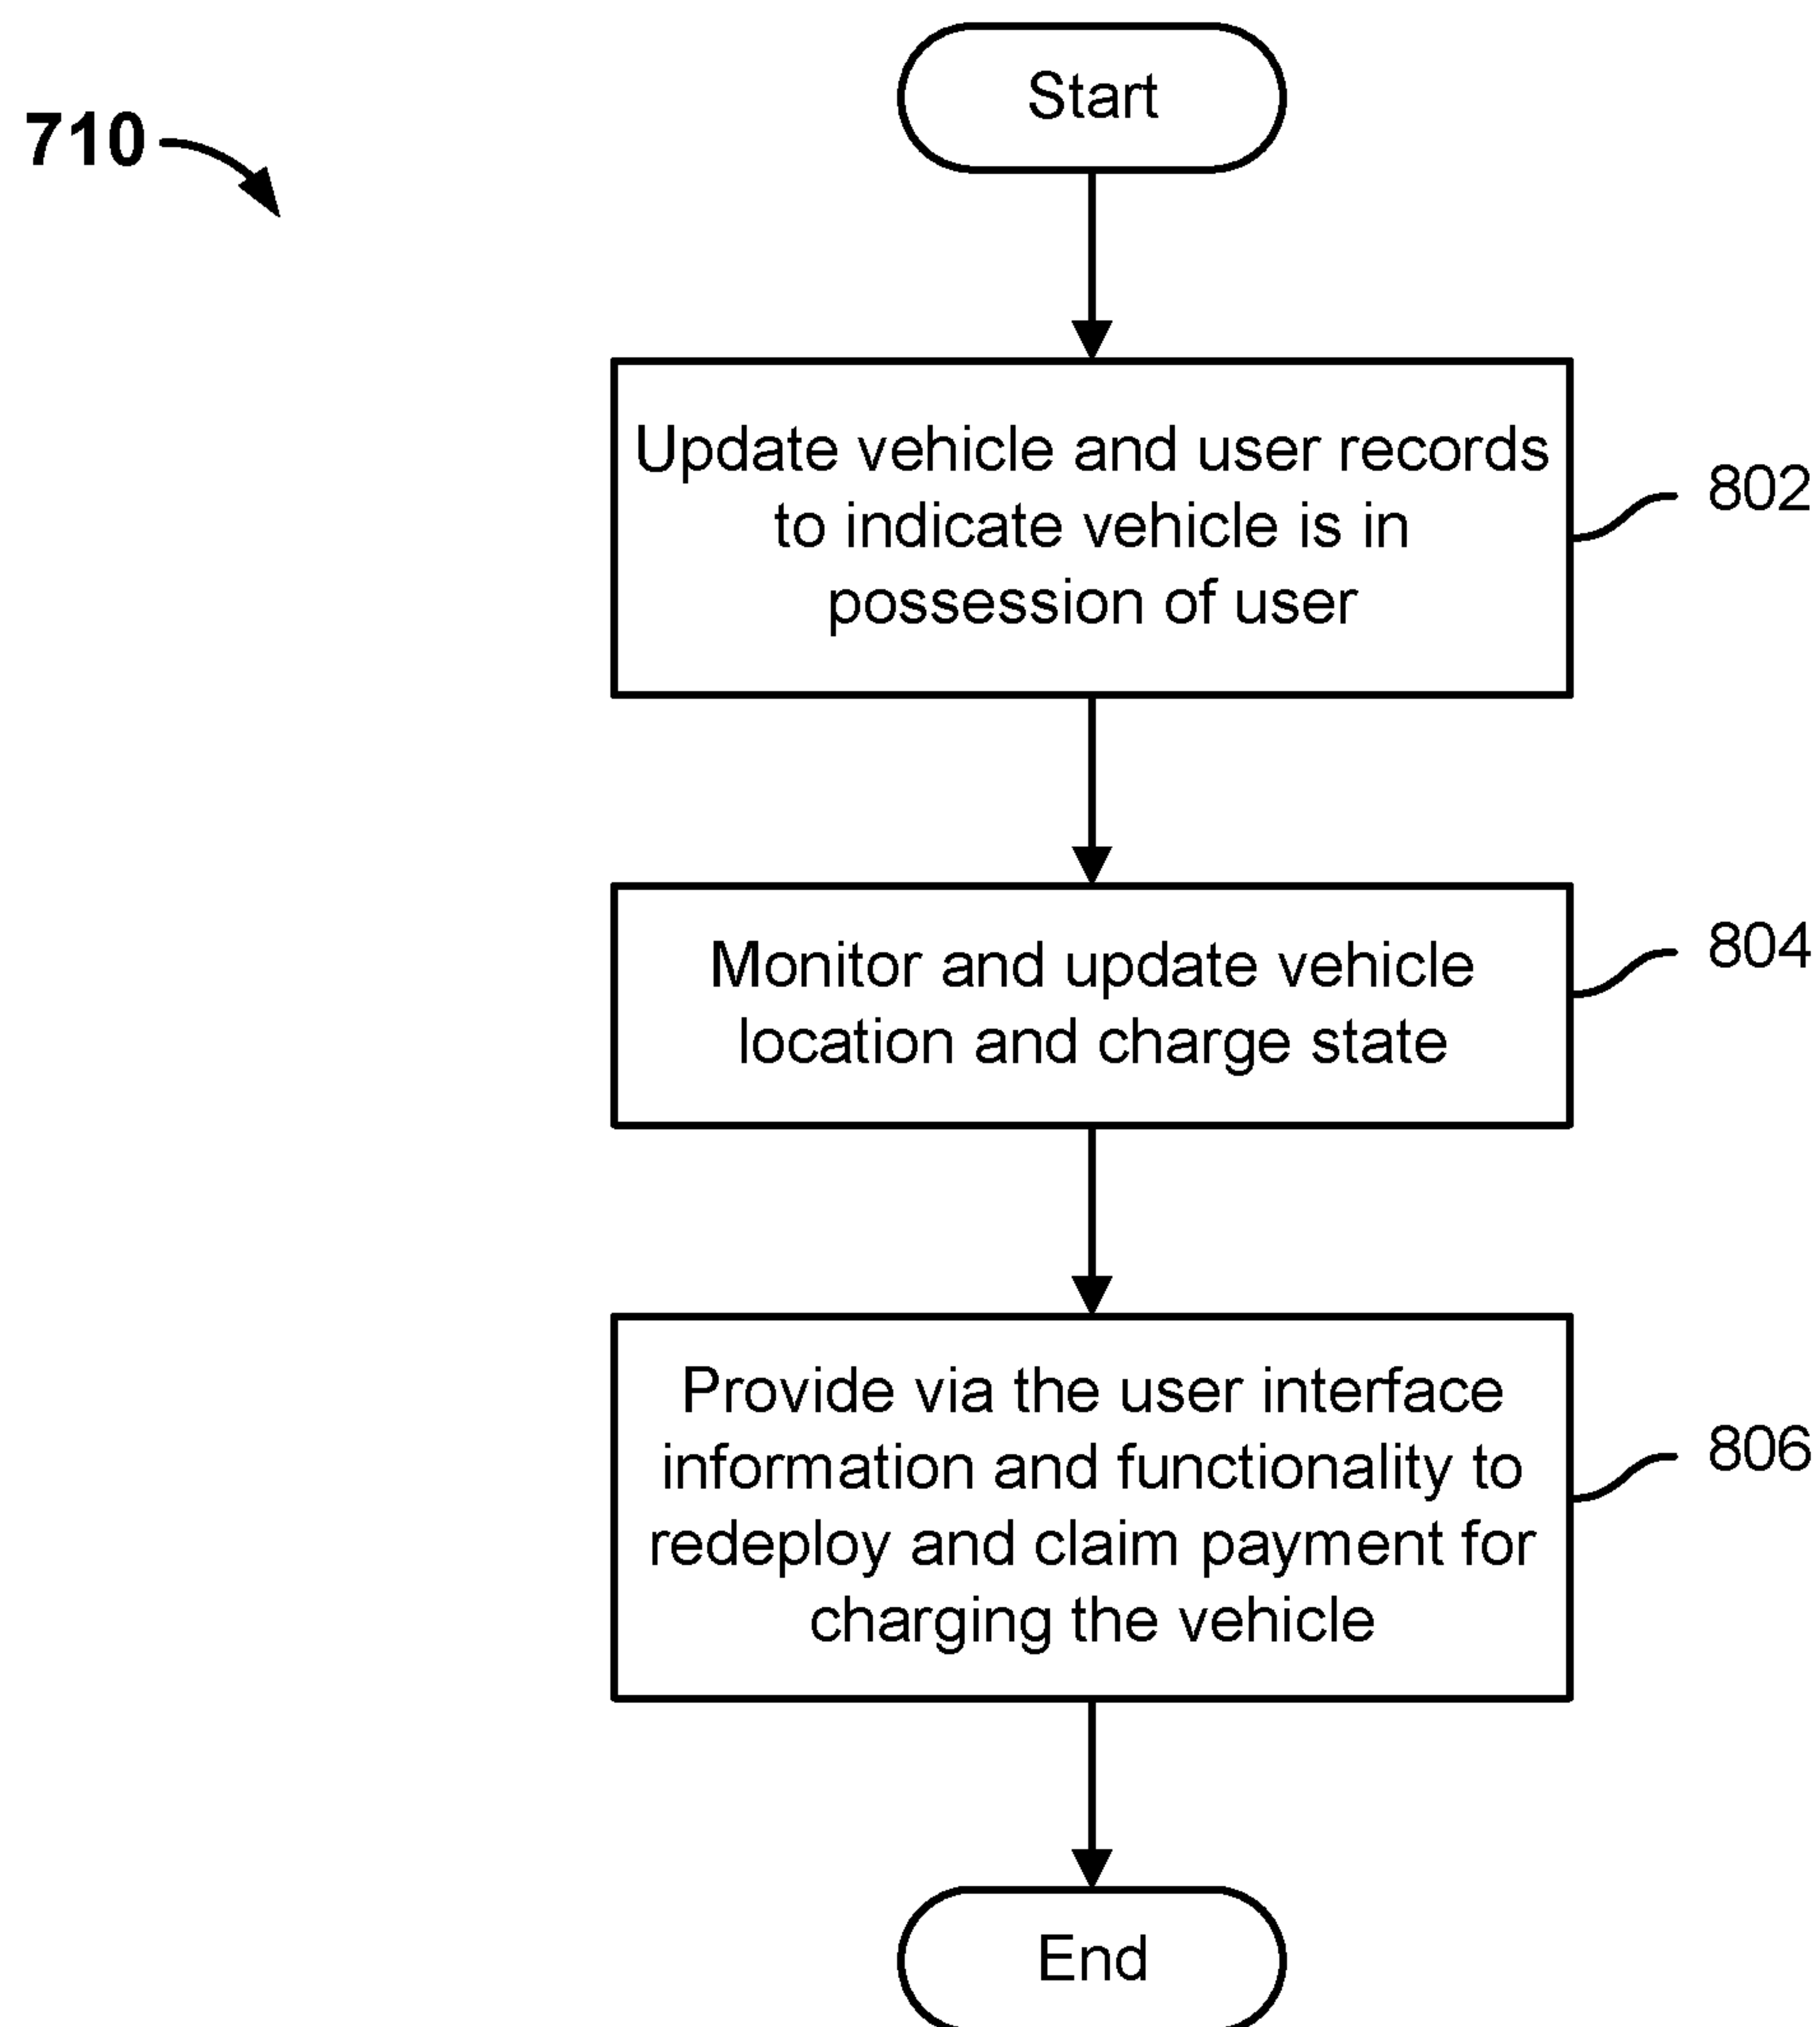 710
Start
Update vehicle and user records
to indicate vehicle is in
possession of user
802
Monitor and update vehicle
location and charge state
804
Provide via the user interface
information and functionality to
redeploy and claim payment for
charging the vehicle
806
End